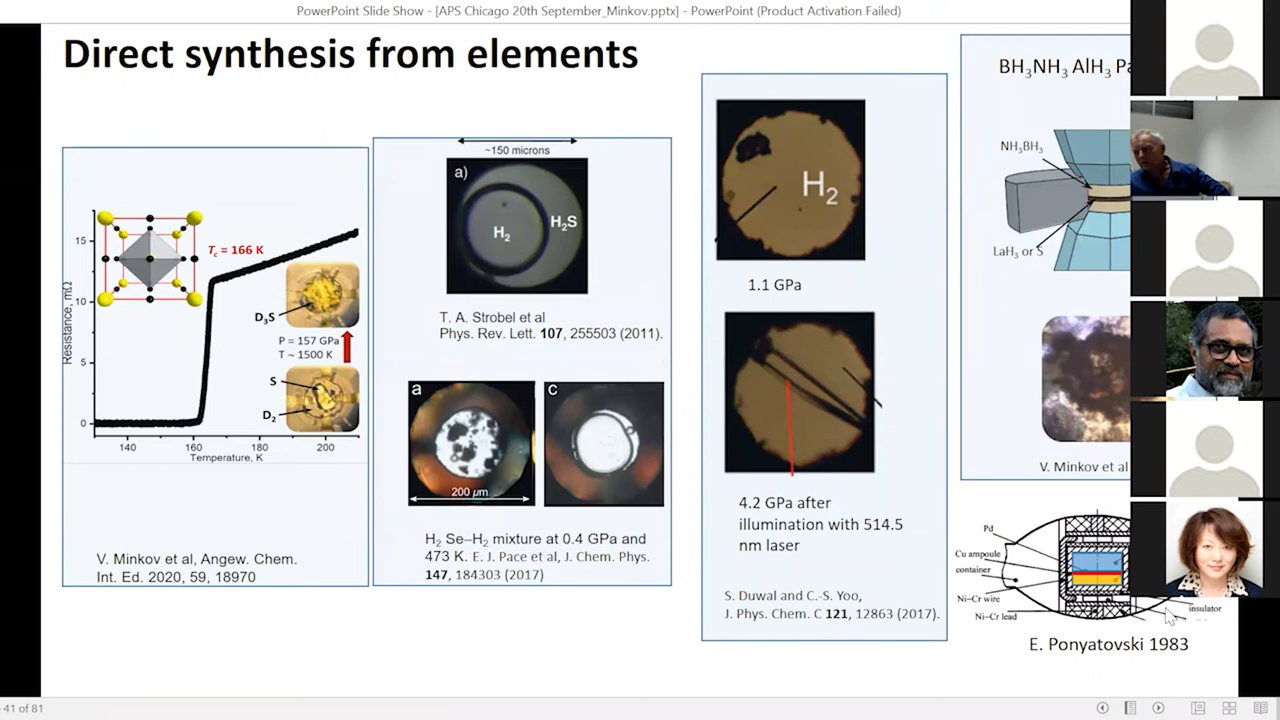 PowerPoint Slide Show - [APS Chicago 20th September_Minkov.pptx] - PowerPoint (Product Activation Failed)
Direct synthesis from elements
15
10
5
0
Resistance, mΩ
140
160
180
200
Temperature, K
Tc = 166 K
D3S
P = 157 GPa
T ~ 1500 K
S
D2
V. Minkov et al, Angew. Chem.
Int. Ed. 2020, 59, 18970
~150 microns
a)
H2
H2S
T. A. Strobel et al
Phys. Rev. Lett. 107, 255503 (2011).
a
c
200 µm
H2 Se–H2 mixture at 0.4 GPa and
473 K. E. J. Pace et al, J. Chem. Phys.
147, 184303 (2017)
H2
1.1 GPa
4.2 GPa after
illumination with 514.5
nm laser
S. Duwal and C.-S. Yoo,
J. Phys. Chem. C 121, 12863 (2017).
BH3NH3 AlH3 Pa
NH3BH3
LaH3 or S
V. Minkov et al
Pd
Cu ampoule
container
Ni–Cr wire
Ni–Cr lead
insulator
E. Ponyatovski 1983
41 of 81